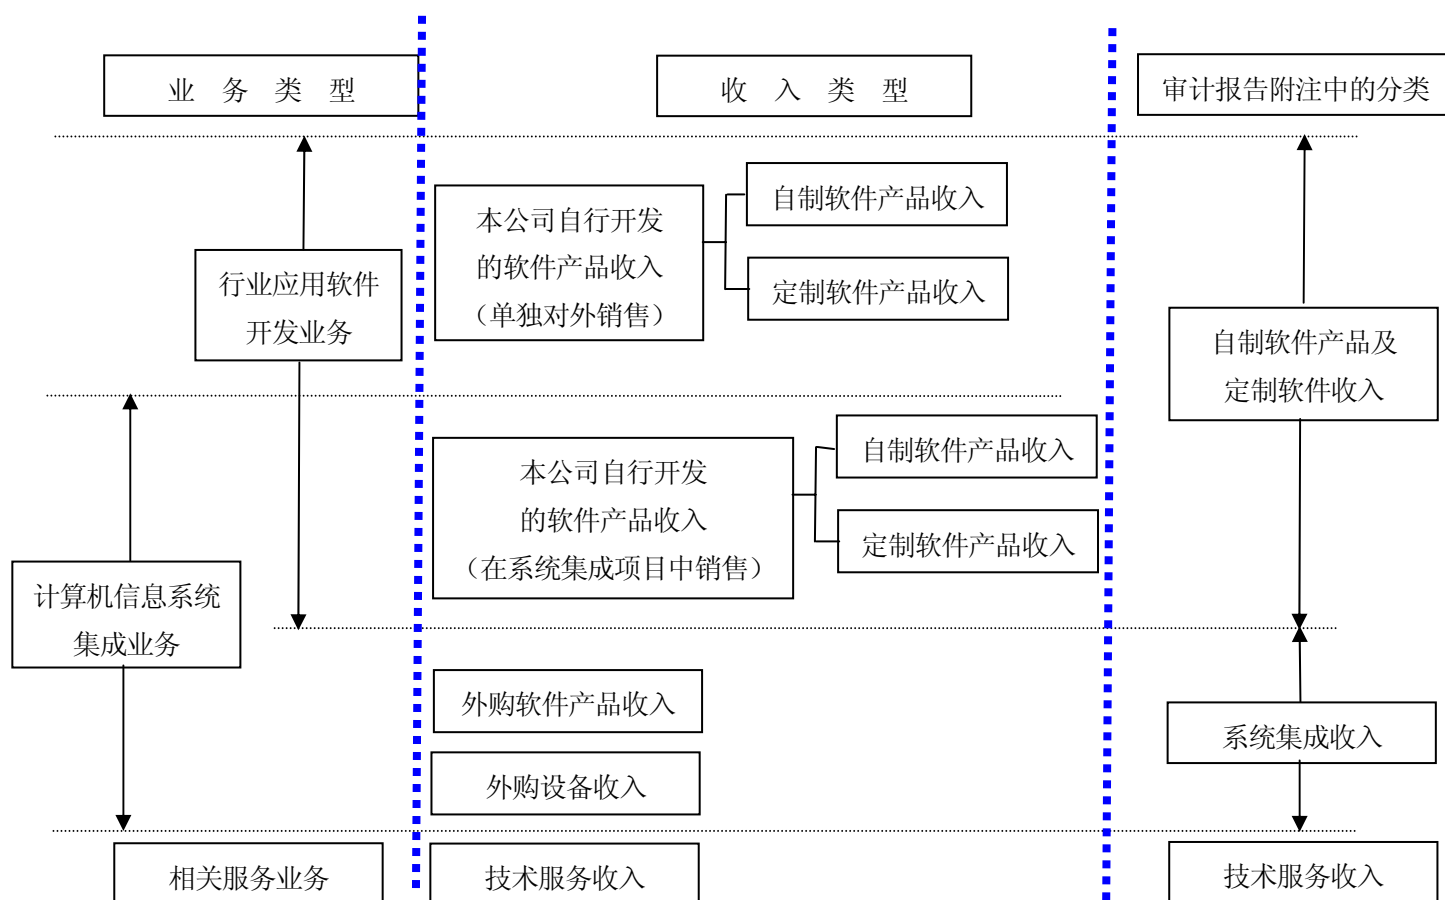 业 务 类 型
收 入 类 型
审计报告附注中的分类
自制软件产品收入
本公司自行开发
的软件产品收入
（单独对外销售）
定制软件产品收入
行业应用软件
开发业务
自制软件产品及
定制软件收入
自制软件产品收入
本公司自行开发
的软件产品收入
（在系统集成项目中销售）
定制软件产品收入
计算机信息系统
集成业务
外购软件产品收入
系统集成收入
外购设备收入
相关服务业务
技术服务收入
技术服务收入